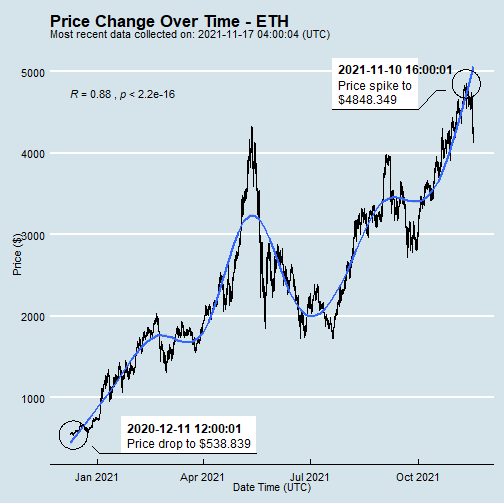 Price Change Over Time - ETH
Most recent data collected on: 2021-11-17 04:00:04 (UTC)
2021-11-10 16:00:01
Price spike to
$4848.349
R = 0.88 , p < 2.2e-16
5000
4000
3000
2000
1000
Price ($)
2020-12-11 12:00:01
Price drop to $538.839
Jan 2021
Apr 2021
Jul 2021
Oct 2021
Date Time (UTC)